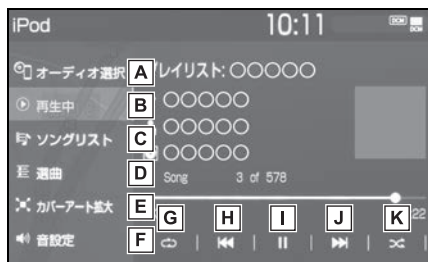 iPod 10:11 DCM
オーディオ選択 A レイリスト:○○○○○
再生中 B ○○○○○
ソングリスト C ○○○○○
○○○○○
選曲 D Song 3 of 578
カバーアート拡大 E 22
音設定 F
G H I J K